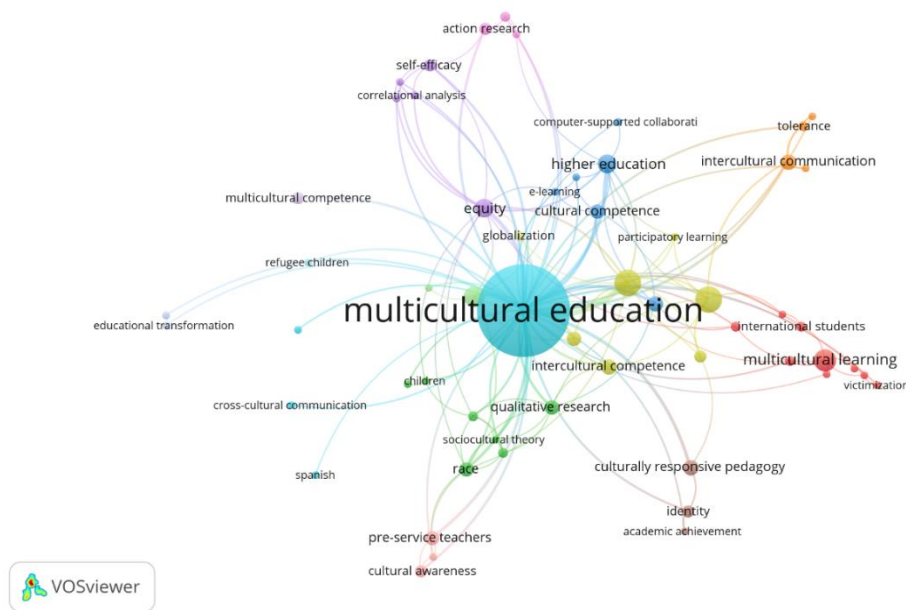 action research
self-efficacy
correlational analysis
computer-supported collaborati
tolerance
higher education
intercultural communication
e-learning
multicultural competence
equity
cultural competence
globalization
participatory learning
refugee children
multicultural education
educational transformation
international students
multicultural learning
intercultural competence
children
victimization
cross-cultural communication
qualitative research
sociocultural theory
race
culturally responsive pedagogy
spanish
identity
academic achievement
pre-service teachers
cultural awareness
VOSviewer